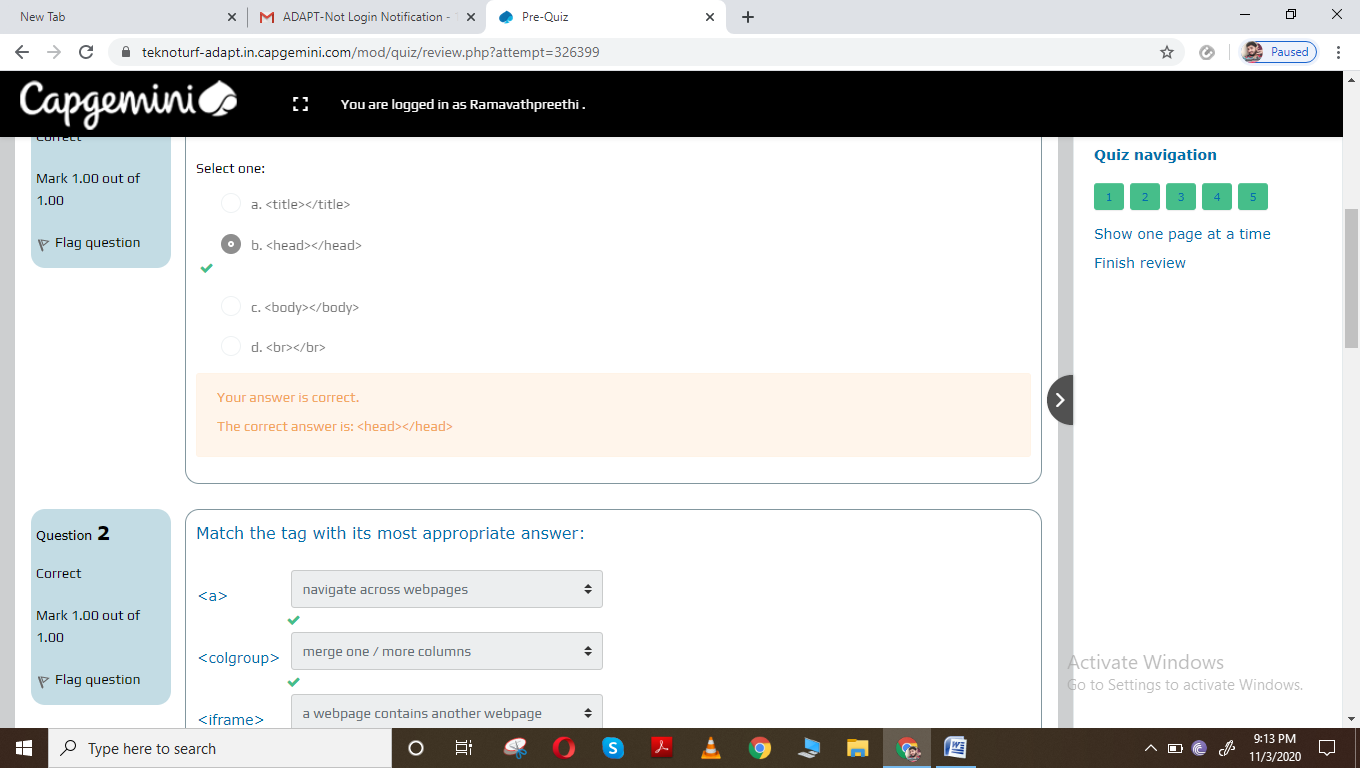 New Tab
ADAPT-Not Login Notification -
Pre-Quiz
teknoturf-adapt.in.capgemini.com/mod/quiz/review.php?attempt=326399
Paused
Capgemini
You are logged in as Ramavathpreethi .
Correct
Mark 1.00 out of
1.00
Flag question
Select one:
a. <title></title>
b. <head></head>
c. <body></body>
d. <br></br>
Your answer is correct.
The correct answer is: <head></head>
Quiz navigation
1 2 3 4 5
Show one page at a time
Finish review
Question 2
Correct
Mark 1.00 out of
1.00
Flag question
Match the tag with its most appropriate answer:
<a> navigate across webpages
<colgroup> merge one / more columns
<iframe> a webpage contains another webpage
Activate Windows
Go to Settings to activate Windows.
Type here to search
9:13 PM
11/3/2020